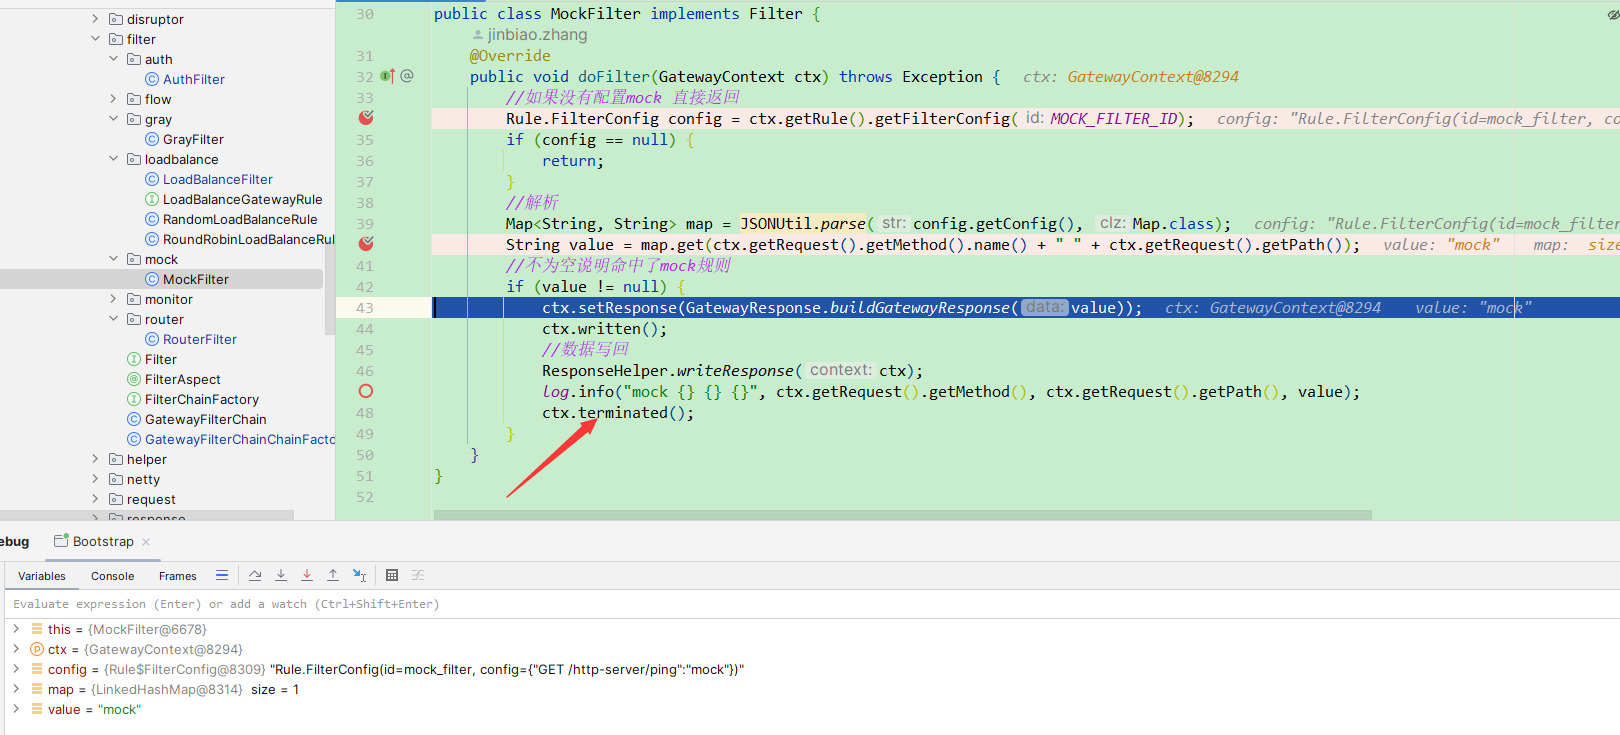 disruptor
filter
auth
AuthFilter
flow
gray
GrayFilter
loadbalance
LoadBalanceFilter
LoadBalanceGatewayRule
RandomLoadBalanceRule
RoundRobinLoadBalanceRul
mock
MockFilter
monitor
router
RouterFilter
Filter
FilterAspect
FilterChainFactory
GatewayFilterChain
GatewayFilterChainChainFacto
helper
netty
request
response
30 public class MockFilter implements Filter {
jinbiao.zhang
31 @Override
32 @ public void doFilter(GatewayContext ctx) throws Exception { ctx: GatewayContext@8294
33 //如果没有配置mock 直接返回
Rule.FilterConfig config = ctx.getRule().getFilterConfig( id: MOCK_FILTER_ID); config: "Rule.FilterConfig(id=mock_filter, co
35 if (config == null) {
36 return;
37 }
38 //解析
39 Map<String, String> map = JSONUtil.parse( str: config.getConfig(), clz: Map.class); config: "Rule.FilterConfig(id=mock_filter
String value = map.get(ctx.getRequest().getMethod().name() + " " + ctx.getRequest().getPath()); value: "mock" map: size
41 //不为空说明命中了mock规则
42 if (value != null) {
43 ctx.setResponse(GatewayResponse.buildGatewayResponse( data: value)); ctx: GatewayContext@8294 value: "mock"
44 ctx.written();
45 //数据写回
46 ResponseHelper.writeResponse( context: ctx);
log.info("mock {} {} {}", ctx.getRequest().getMethod(), ctx.getRequest().getPath(), value);
48 ctx.terminated();
49 }
50 }
51 }
52
ebug Bootstrap
Variables Console Frames
Evaluate expression (Enter) or add a watch (Ctrl+Shift+Enter)
this = {MockFilter@6678}
ctx = {GatewayContext@8294}
config = {Rule$FilterConfig@8309} "Rule.FilterConfig(id=mock_filter, config={"GET /http-server/ping":"mock"})"
map = {LinkedHashMap@8314} size = 1
value = "mock"